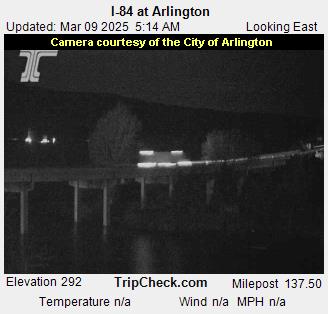 I-84 at Arlington
Updated: Mar 09 2025 5:14 AM Looking East
Camera courtesy of the City of Arlington
Elevation 292 TripCheck.com Milepost 137.50
Temperature n/a Wind n/a MPH n/a